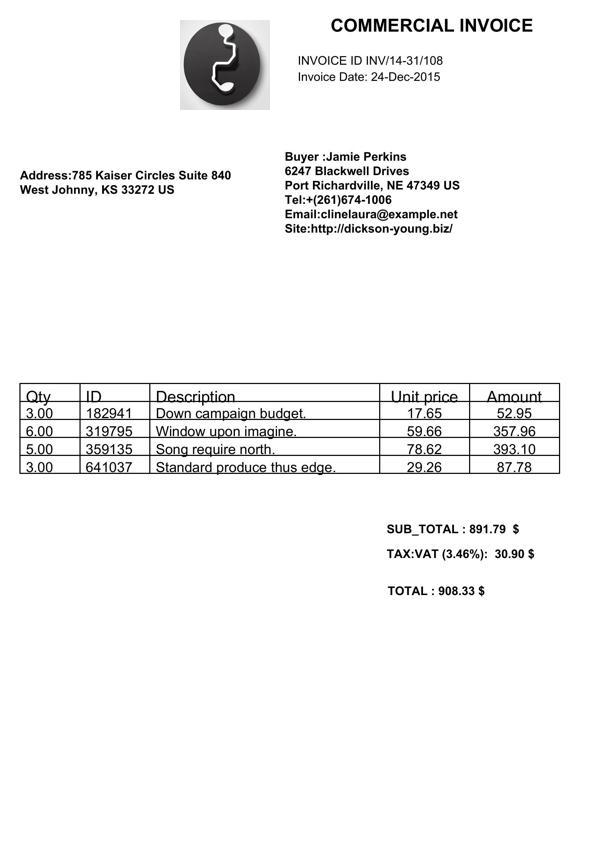 COMMERCIAL INVOICE
INVOICE ID INV/14-31/108
Invoice Date: 24-Dec-2015
Address:785 Kaiser Circles Suite 840
West Johnny, KS 33272 US
Buyer :Jamie Perkins
6247 Blackwell Drives
Port Richardville, NE 47349 US
Tel:+(261)674-1006
Email:clinelaura@example.net
Site:http://dickson-young.biz/
Qty ID Description Unit price Amount
3.00 182941 Down campaign budget. 17.65 52.95
6.00 319795 Window upon imagine. 59.66 357.96
5.00 359135 Song require north. 78.62 393.10
3.00 641037 Standard produce thus edge. 29.26 87.78
SUB_TOTAL : 891.79 $
TAX:VAT (3.46%): 30.90 $
TOTAL : 908.33 $